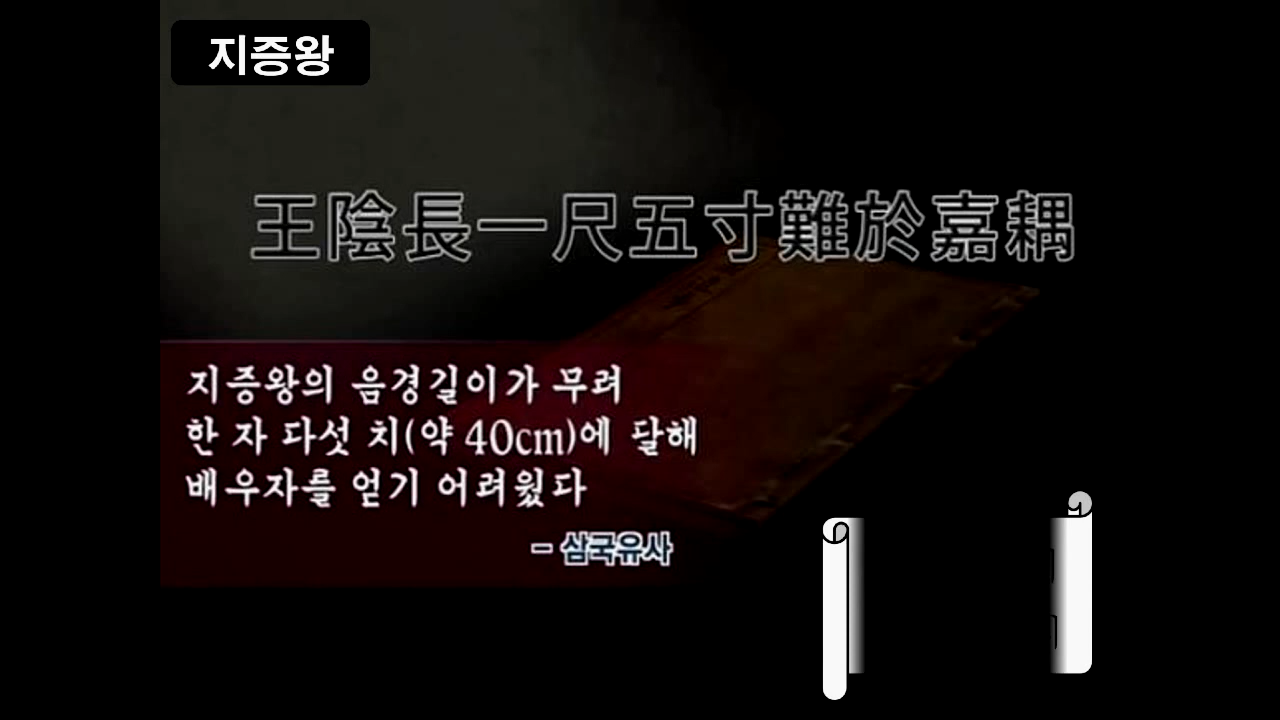 지증왕
王陰長一尺五寸難於嘉耦
지증왕의 음경길이가 무려
한 자 다섯 치(약 40cm)에 달해
배우자를 얻기 어려웠다
- 삼국유사